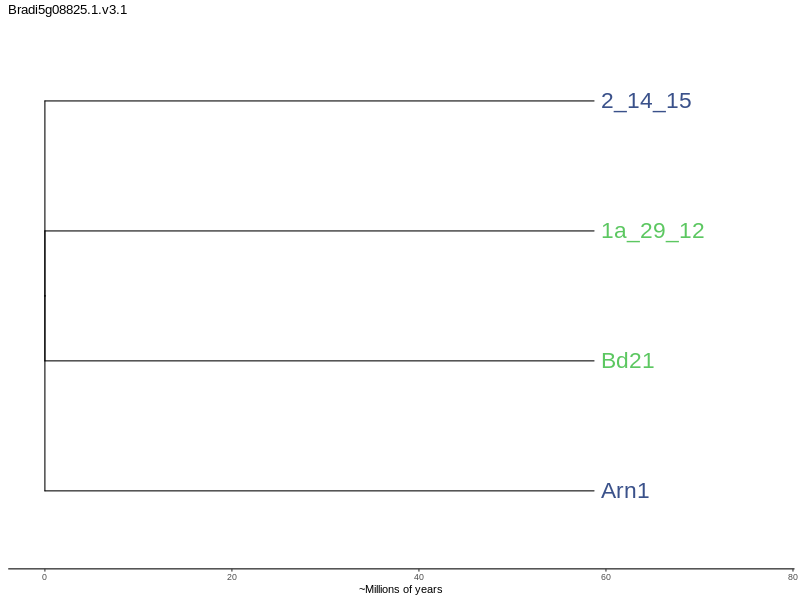 Bradi5g08825.1.v3.1
2_14_15
1a_29_12
Bd21
Arn1
0 20 40 60 80
~Millions of years